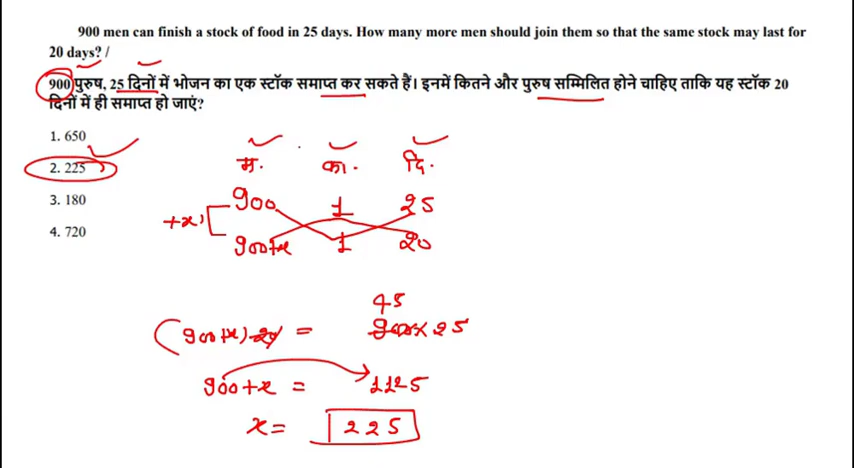 900 men can finish a stock of food in 25 days. How many more men should join them so that the same stock may last for
20 days? /
900 पुरुष, 25 दिनों में भोजन का एक स्टॉक समाप्त कर सकते हैं। इनमें कितने और पुरुष सम्मिलित होने चाहिए ताकि यह स्टॉक 20
दिनों में ही समाप्त हो जाएं?
1. 650
2. 225
3. 180
4. 720
म. का. दि.
900 1 25
+x
900+x 1 20
45
(900+x) 20 = 900 x 25
900 + x = 1125
x = 225